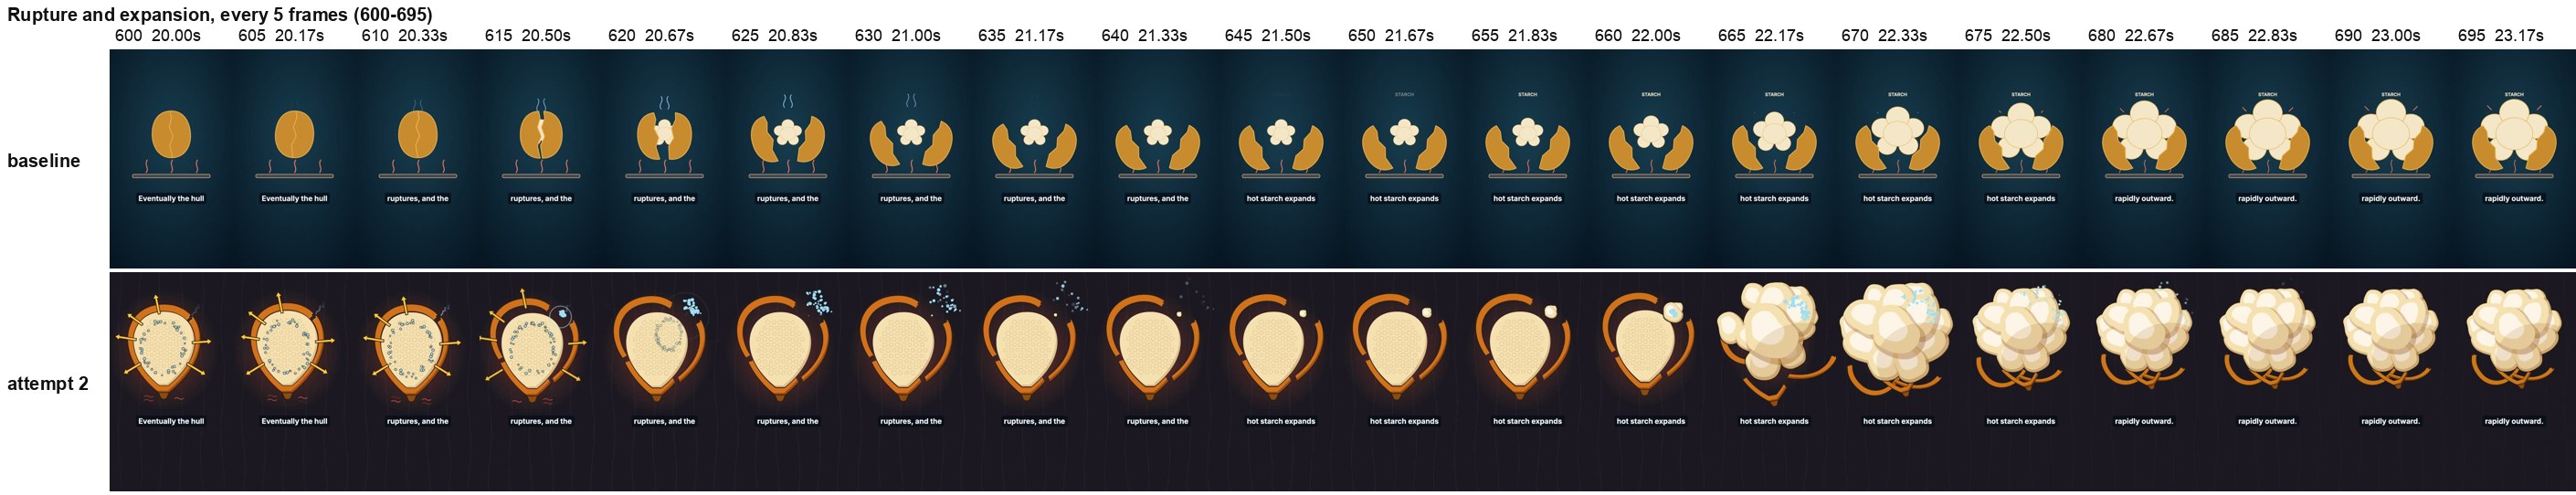 Rupture and expansion, every 5 frames (600-695)
600 20.00s 605 20.17s 610 20.33s 615 20.50s 620 20.67s 625 20.83s 630 21.00s 635 21.17s 640 21.33s 645 21.50s 650 21.67s 655 21.83s 660 22.00s 665 22.17s 670 22.33s 675 22.50s 680 22.67s 685 22.83s 690 23.00s 695 23.17s
STARCH STARCH STARCH STARCH STARCH STARCH STARCH STARCH STARCH STARCH
baseline
Eventually the hull Eventually the hull ruptures, and the ruptures, and the ruptures, and the ruptures, and the ruptures, and the ruptures, and the ruptures, and the hot starch expands hot starch expands hot starch expands hot starch expands hot starch expands hot starch expands hot starch expands rapidly outward. rapidly outward. rapidly outward. rapidly outward.
attempt 2
Eventually the hull Eventually the hull ruptures, and the ruptures, and the ruptures, and the ruptures, and the ruptures, and the ruptures, and the ruptures, and the hot starch expands hot starch expands hot starch expands hot starch expands hot starch expands hot starch expands hot starch expands rapidly outward. rapidly outward. rapidly outward. rapidly outward.